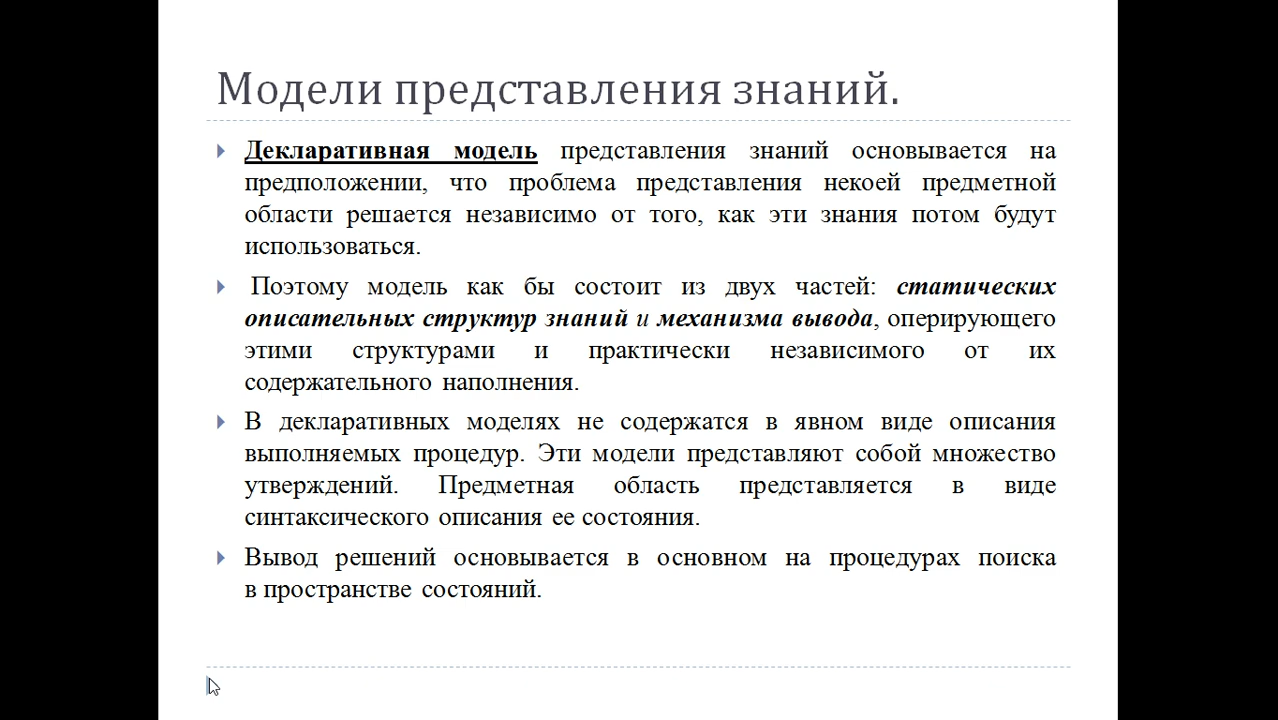 Модели представления знаний.
Декларативная модель представления знаний основывается на
предположении, что проблема представления некоей предметной
области решается независимо от того, как эти знания потом будут
использоваться.
Поэтому модель как бы состоит из двух частей: статических
описательных структур знаний и механизма вывода, оперирующего
этими структурами и практически независимого от их
содержательного наполнения.
В декларативных моделях не содержатся в явном виде описания
выполняемых процедур. Эти модели представляют собой множество
утверждений. Предметная область представляется в виде
синтаксического описания ее состояния.
Вывод решений основывается в основном на процедурах поиска
в пространстве состояний.